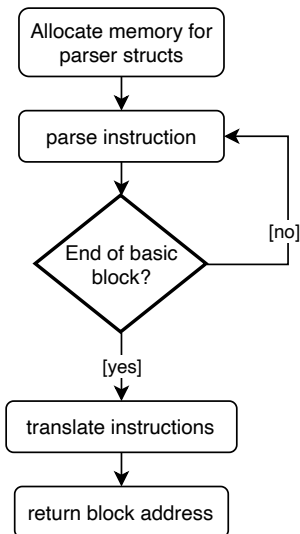 Allocate memory for
parser structs
parse instruction
[no]
End of basic
block?
[yes]
translate instructions
return block address